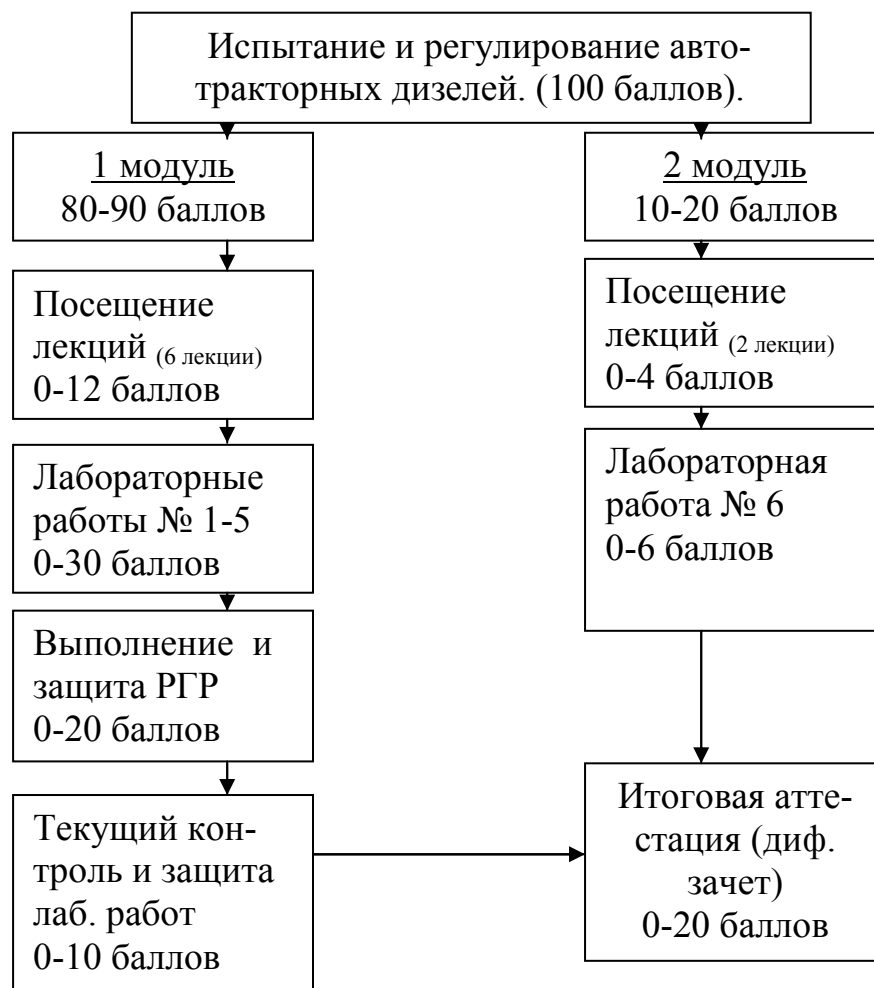 Испытание и регулирование авто-
тракторных дизелей. (100 баллов).
1 модуль
80-90 баллов
Посещение
лекций (6 лекции)
0-12 баллов
Лабораторные
работы № 1-5
0-30 баллов
Выполнение и
защита РГР
0-20 баллов
Текущий кон-
троль и защита
лаб. работ
0-10 баллов
2 модуль
10-20 баллов
Посещение
лекций (2 лекции)
0-4 баллов
Лабораторная
работа № 6
0-6 баллов
Итоговая атте-
стация (диф.
зачет)
0-20 баллов